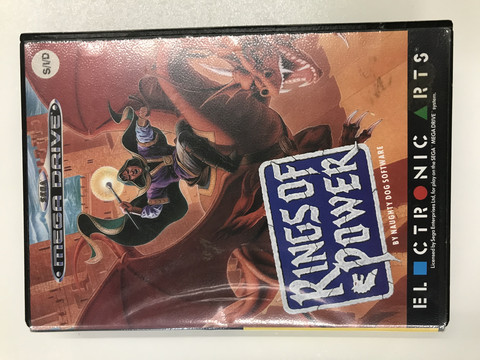 S/I/D
SEGA
MEGA DRIVE
RINGS OF
POWER
BY NAUGHTY DOG SOFTWARE
ELECTRONIC ARTS
Licensed by Sega Enterprises Ltd. for play on the SEGA MEGA DRIVE system.